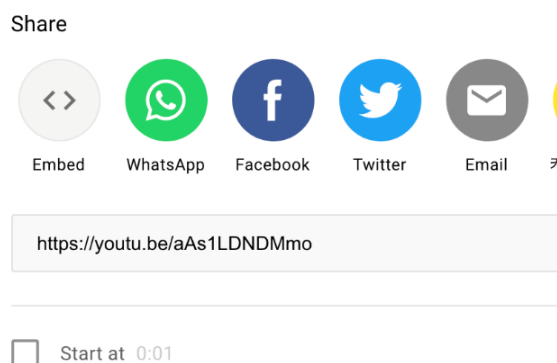 Share
Embed WhatsApp Facebook Twitter Email
https://youtu.be/aAs1LDNDMmo
Start at 0:01